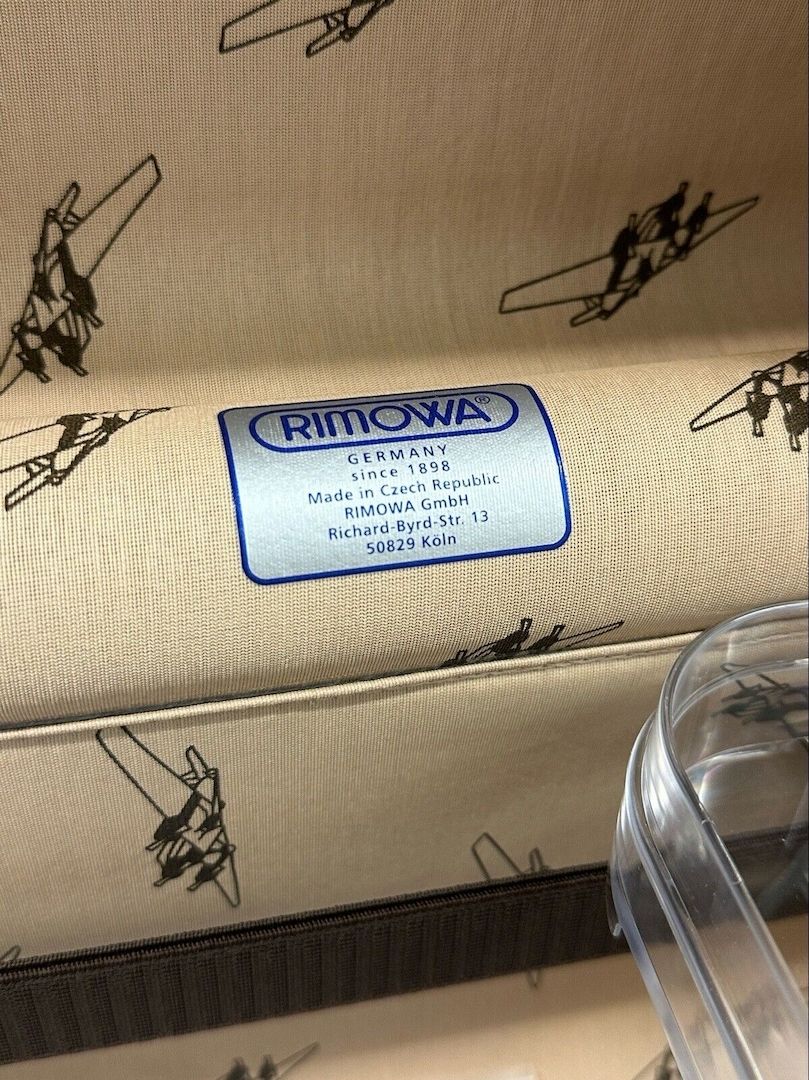 RIMOWA®
GERMANY
since 1898
Made in Czech Republic
RIMOWA GmbH
Richard-Byrd-Str. 13
50829 Köln